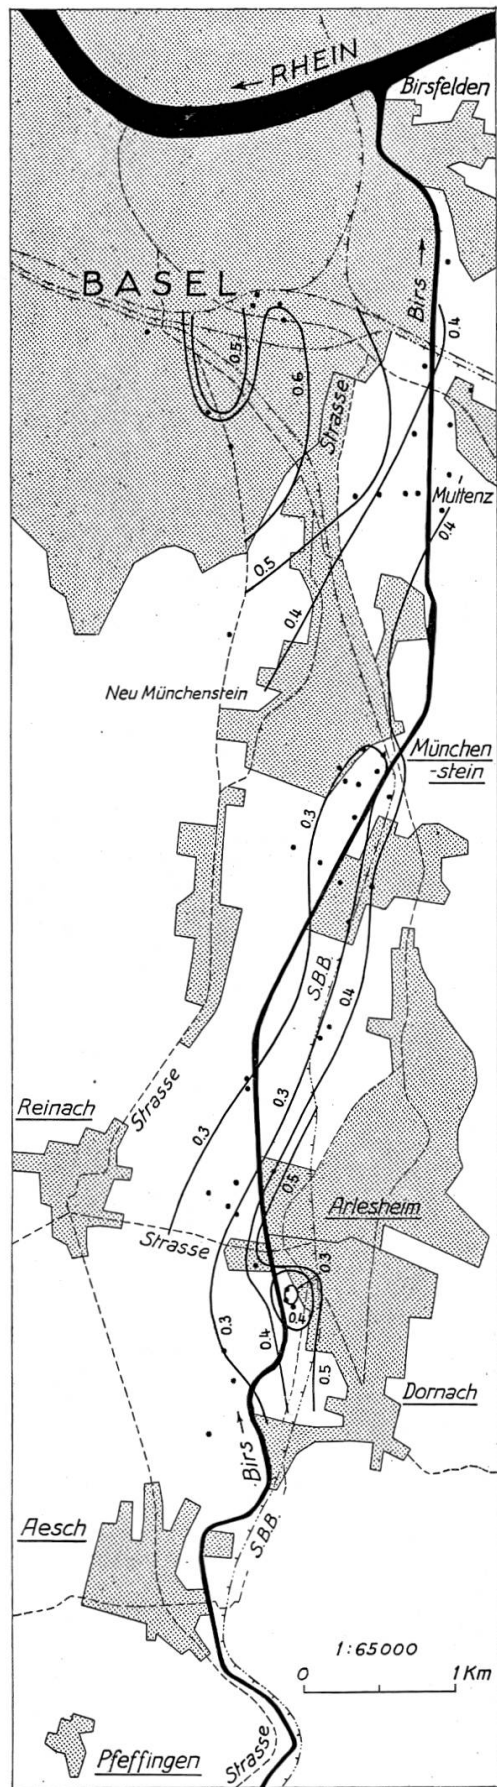 ← RHEIN
Birsfelden
BASEL
Birs →
0.4
0.5
0.6
Strasse
Muttenz
0.4
0.5
0.4
Neu Münchenstein
München
-stein
0.3
S.B.B.
0.4
Strasse
Reinach
0.3
0.3
0.5
Arlesheim
Strasse
0.3
0.4
0.3
0.4
0.5
Dornach
Birs →
Aesch
S.B.B.
1:65000
0 1 Km
Strasse
Pfeffingen